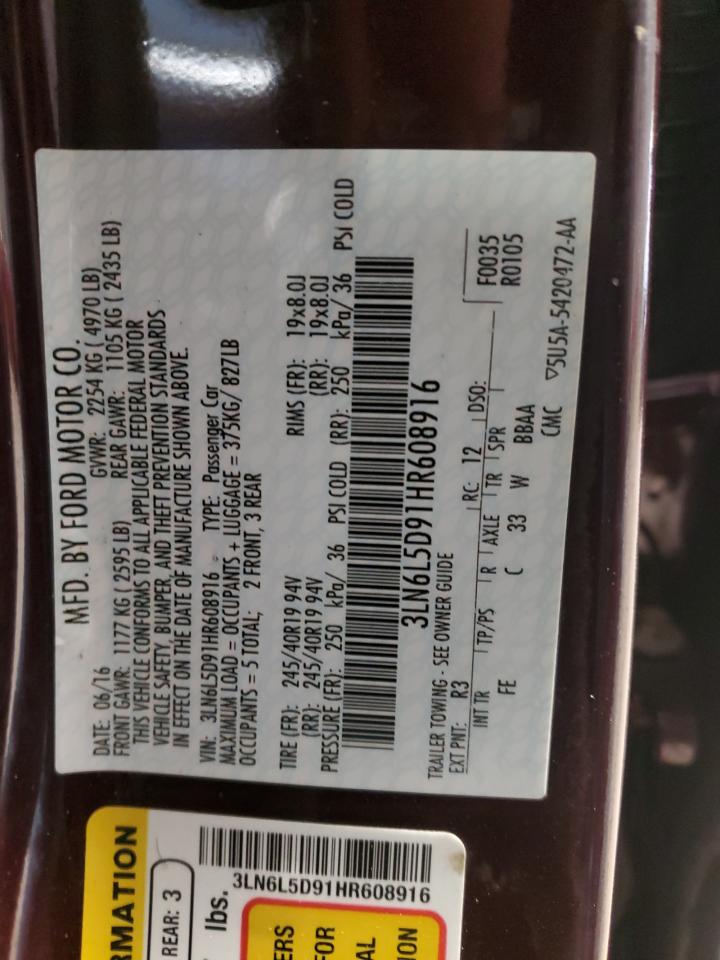 MFD. BY FORD MOTOR CO.
DATE: 06/16 GVWR: 2254 KG ( 4970 LB)
FRONT GAWR: 1177 KG ( 2595 LB) REAR GAWR: 1105 KG ( 2435 LB)
THIS VEHICLE CONFORMS TO ALL APPLICABLE FEDERAL MOTOR
VEHICLE SAFETY, BUMPER, AND THEFT PREVENTION STANDARDS
IN EFFECT ON THE DATE OF MANUFACTURE SHOWN ABOVE.
VIN: 3LN6L5D91HR608916 TYPE: Passenger Car
MAXIMUM LOAD = OCCUPANTS + LUGGAGE = 375KG/ 827LB
OCCUPANTS = 5 TOTAL; 2 FRONT, 3 REAR
TIRE (FR): 245/40R19 94V RIMS (FR): 19x8.0J
(RR): 245/40R19 94V (RR): 19x8.0J
PRESSURE (FR): 250 kPa/ 36 PSI COLD (RR): 250 kPa/ 36 PSI COLD
3LN6L5D91HR608916
TRAILER TOWING - SEE OWNER GUIDE
EXT PNT: R3 RC: 12 DSO: F0035
INT TR TP/PS R AXLE TR SPR R0105
FE C 33 W BBAA
CMC ▽5U5A-5420472-AA
RMATION
REAR: 3
lbs.
3LN6L5D91HR608916
ERS
FOR
AL
ION